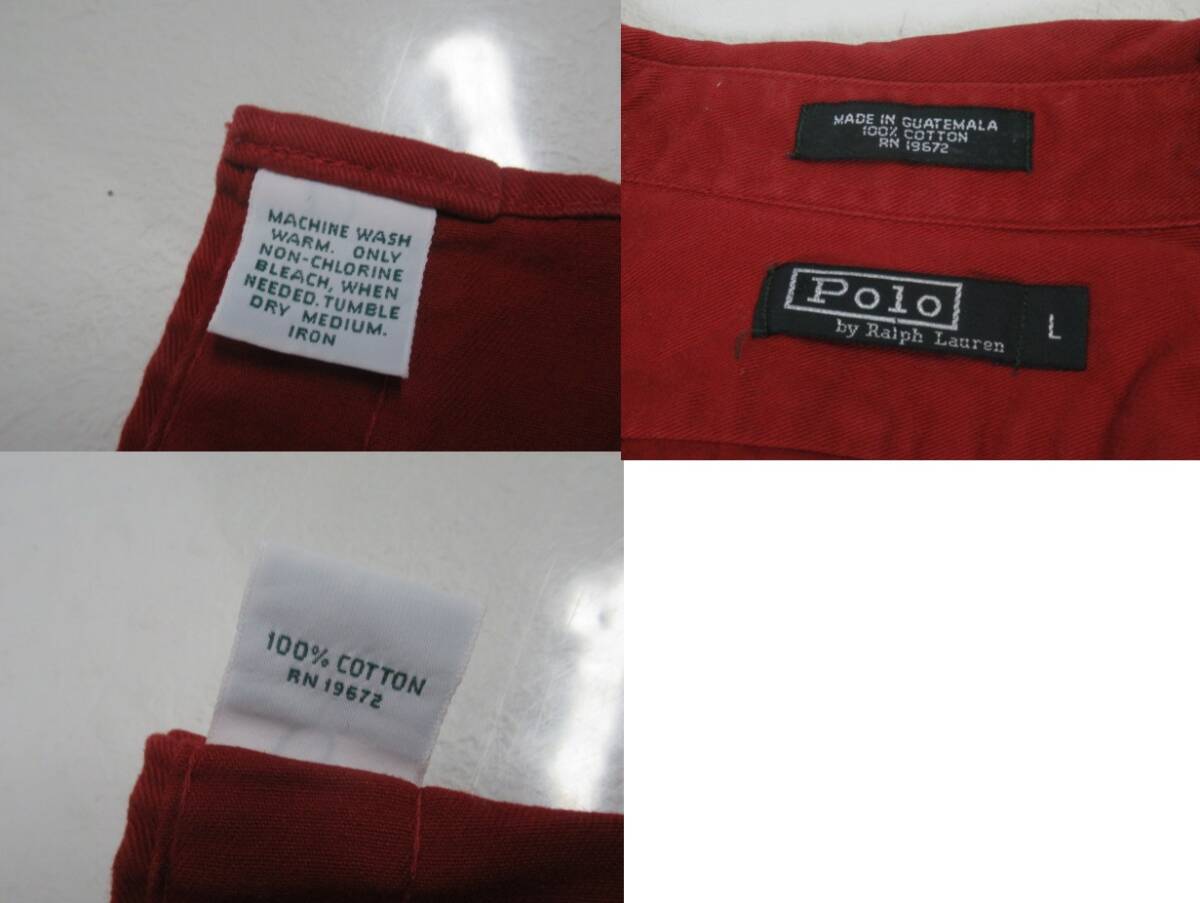 MACHINE WASH
WARM. ONLY
NON-CHLORINE
BLEACH, WHEN
NEEDED. TUMBLE
DRY MEDIUM.
IRON
MADE IN GUATEMALA
100% COTTON
RN 19672
Polo
by Ralph Lauren
L
100% COTTON
RN 19672